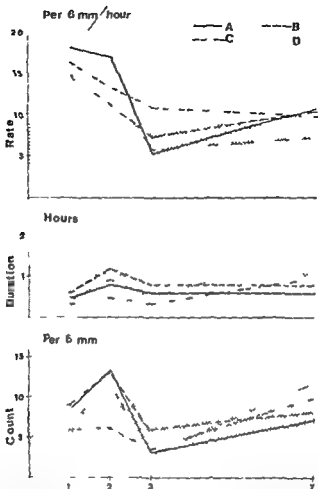 Per 6 mm/hour
A B
C D
20
15
10
5
Rate
Hours
2
1
Duration
Per 6 mm
15
10
5
Count
1 2 3 7